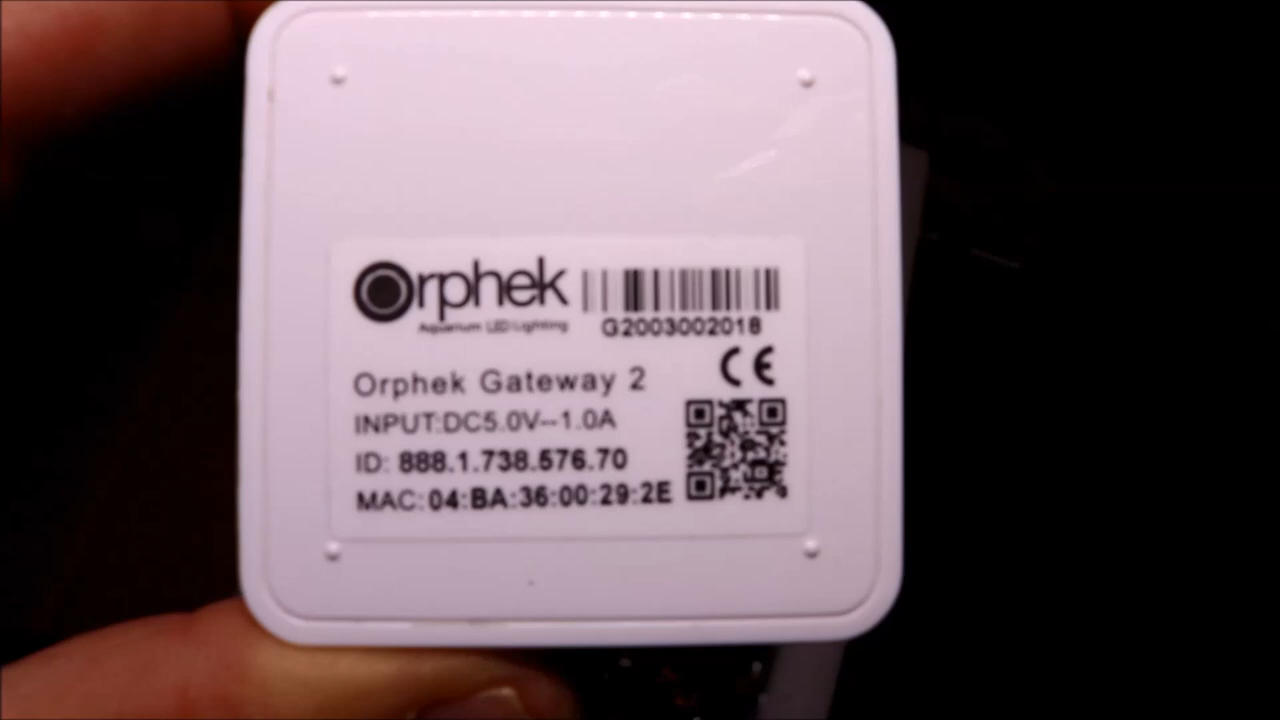 Orphek
Aquarium LED Lighting
G2003002018
CE
Orphek Gateway 2
INPUT:DC5.0V--1.0A
ID: 888.1.738.576.70
MAC:04:BA:36:00:29:2E